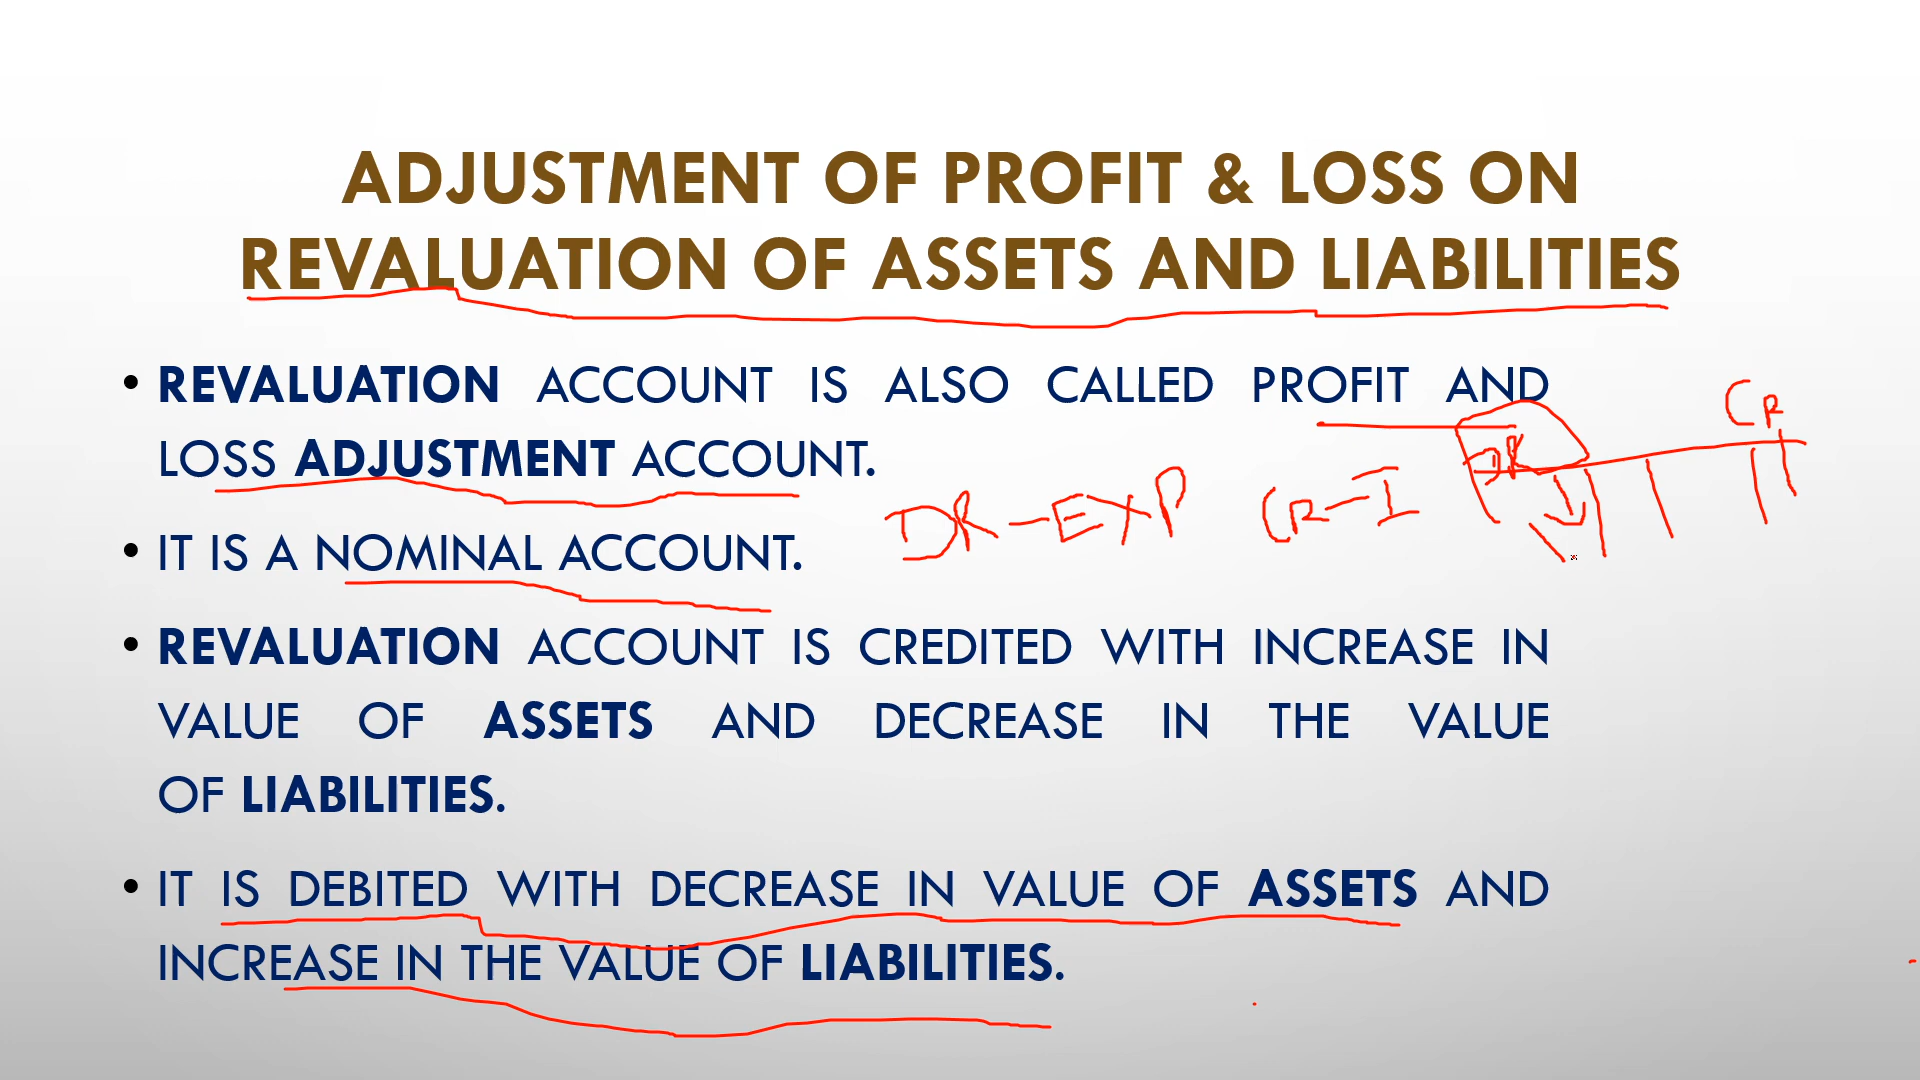 ADJUSTMENT OF PROFIT & LOSS ON
REVALUATION OF ASSETS AND LIABILITIES
• REVALUATION ACCOUNT IS ALSO CALLED PROFIT AND
LOSS ADJUSTMENT ACCOUNT.
CR
DR
DR - EXP CR - I
• IT IS A NOMINAL ACCOUNT.
• REVALUATION ACCOUNT IS CREDITED WITH INCREASE IN
VALUE OF ASSETS AND DECREASE IN THE VALUE
OF LIABILITIES.
• IT IS DEBITED WITH DECREASE IN VALUE OF ASSETS AND
INCREASE IN THE VALUE OF LIABILITIES.